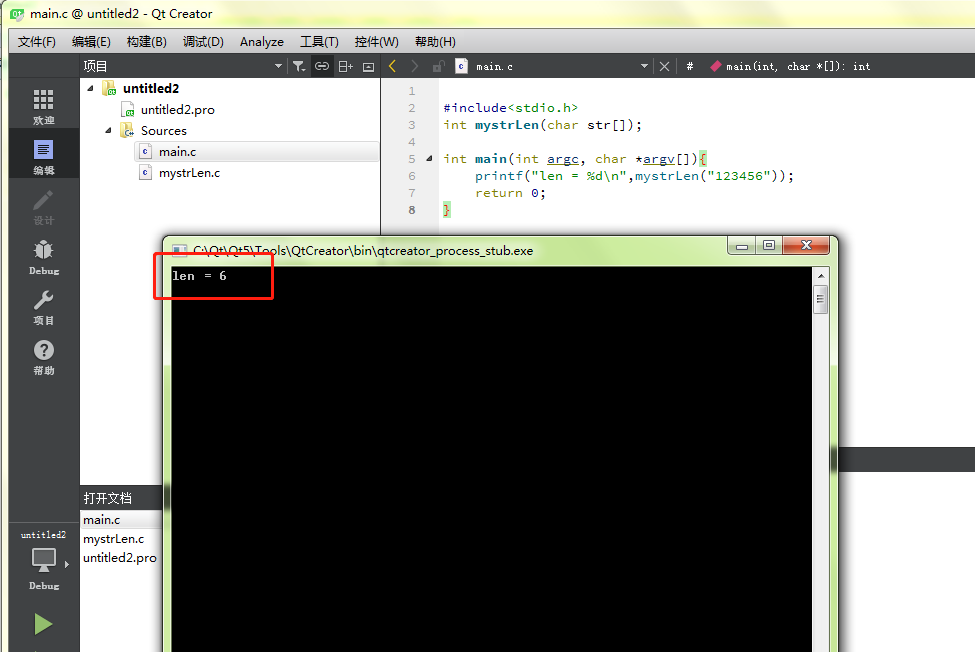 main.c @ untitled2 - Qt Creator
文件(F) 编辑(E) 构建(B) 调试(D) Analyze 工具(T) 控件(W) 帮助(H)
项目
main.c
# main(int, char *[]): int
欢迎
编辑
设计
Debug
项目
帮助
untitled2
untitled2.pro
Sources
main.c
mystrLen.c
1
2 #include<stdio.h>
3 int mystrLen(char str[]);
4
5 int main(int argc, char *argv[]){
6 printf("len = %d\n",mystrLen("123456"));
7 return 0;
8 }
C:\Qt\Qt5\Tools\QtCreator\bin\qtcreator_process_stub.exe
len = 6
打开文档
main.c
mystrLen.c
untitled2.pro
untitled2
Debug